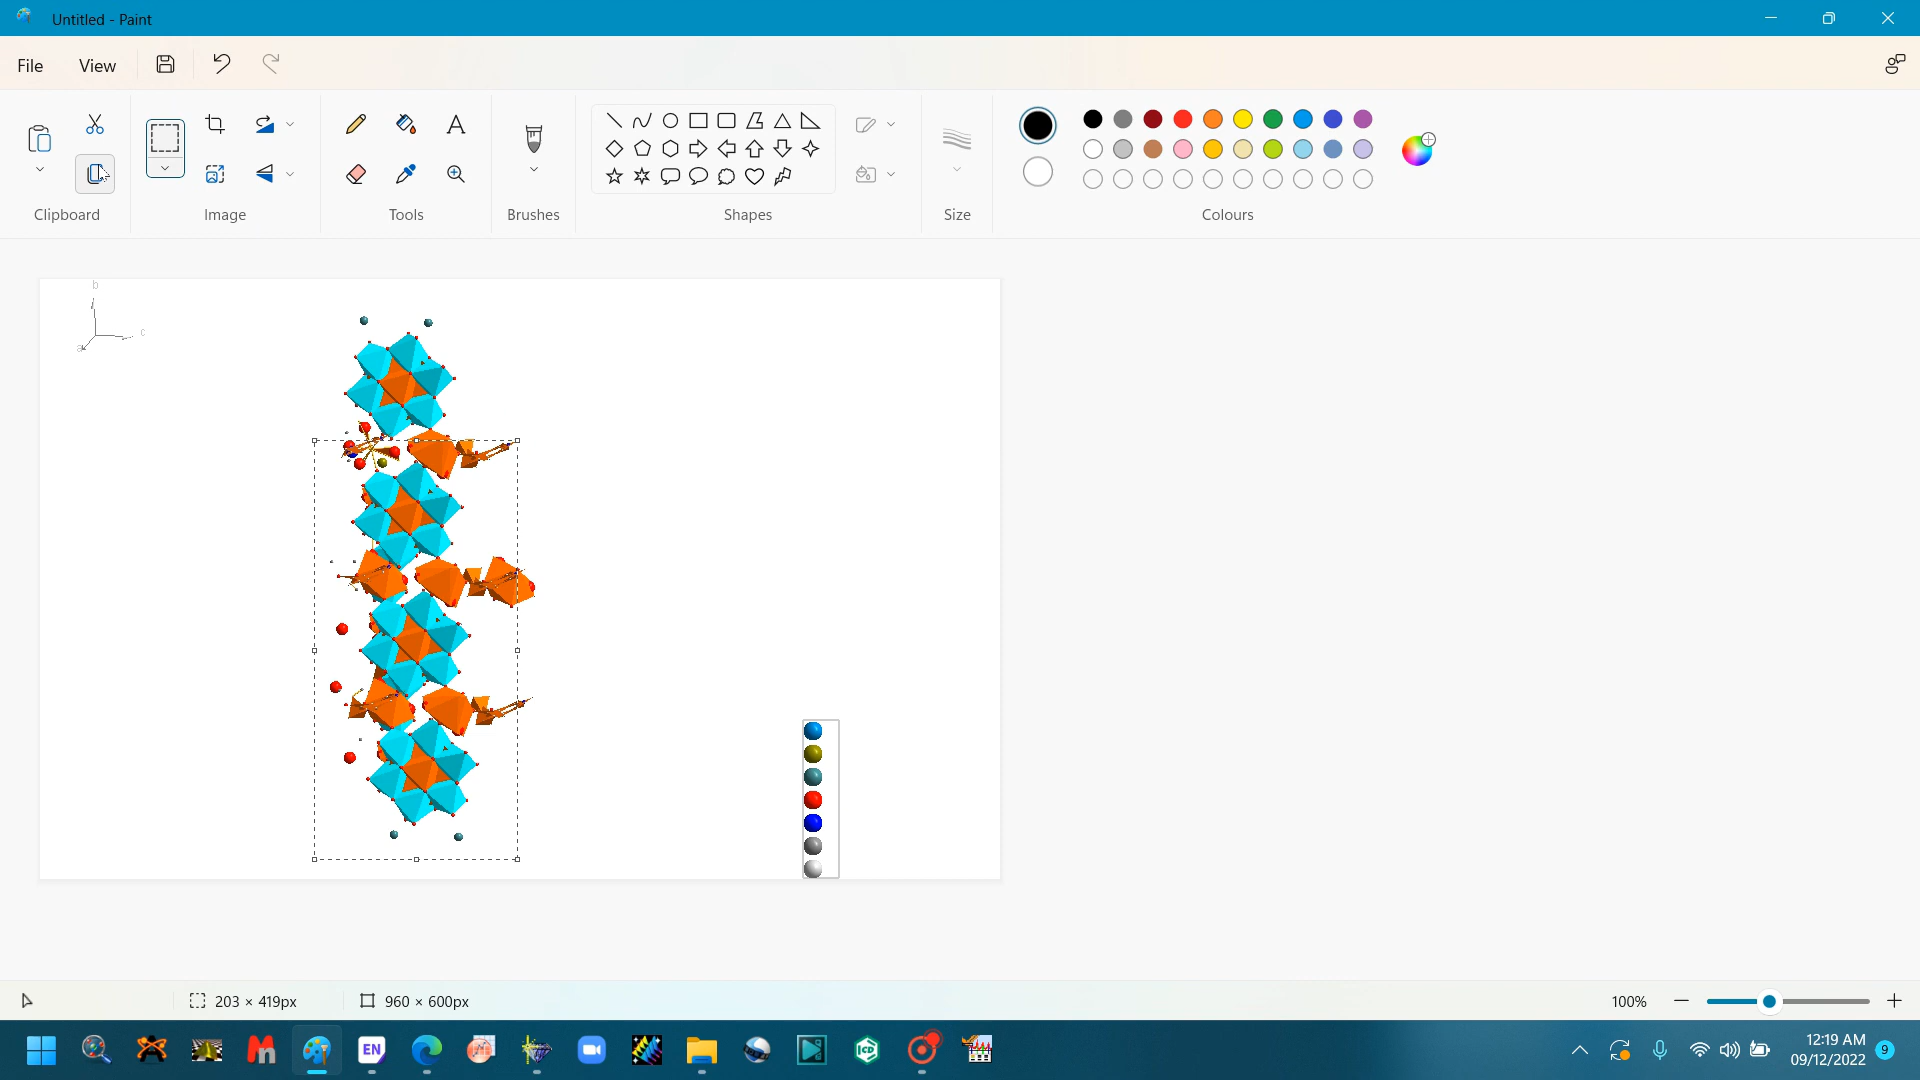 Untitled - Paint
File View
Clipboard Image Tools Brushes Shapes Size Colours
b
c
a
203 × 419px 960 × 600px 100%
EN ICD
12:19 AM
09/12/2022 9